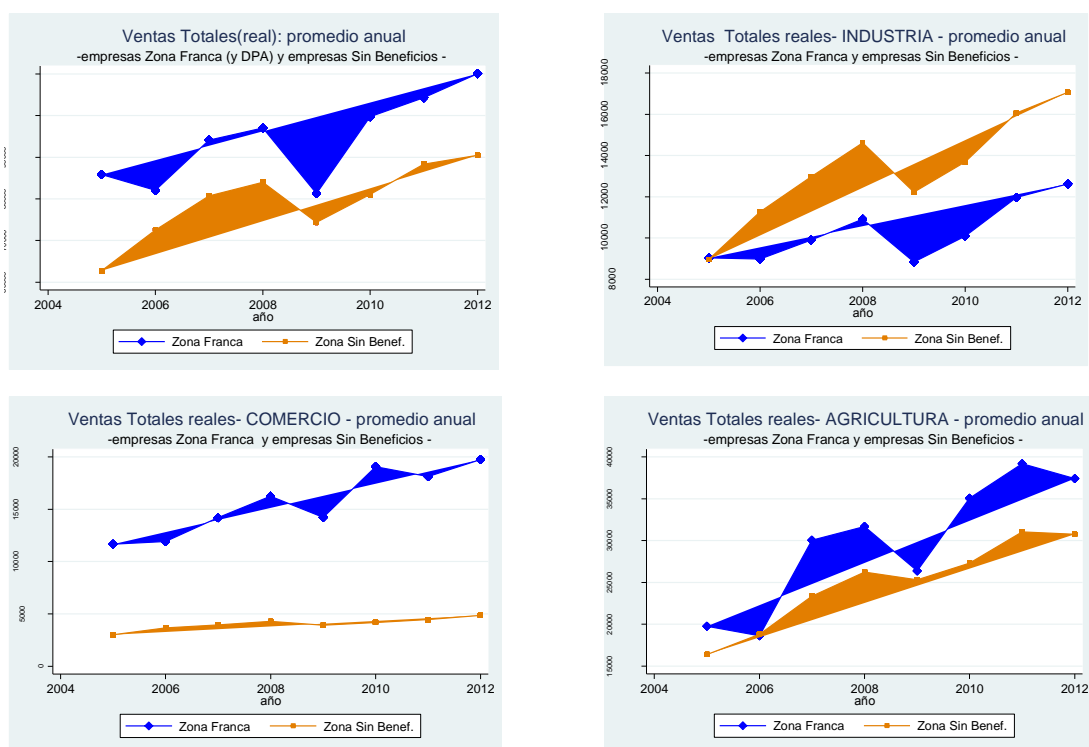 Ventas Totales(real): promedio anual
-empresas Zona Franca (y DPA) y empresas Sin Beneficios -
2004 2006 2008 2010 2012
año
Zona Franca Zona Sin Benef.
Ventas Totales reales- INDUSTRIA - promedio anual
-empresas Zona Franca y empresas Sin Beneficios -
18000
16000
14000
12000
10000
8000
2004 2006 2008 2010 2012
año
Zona Franca Zona Sin Benef.
Ventas Totales reales- COMERCIO - promedio anual
-empresas Zona Franca y empresas Sin Beneficios -
20000
15000
10000
5000
0
2004 2006 2008 2010 2012
año
Zona Franca Zona Sin Benef.
Ventas Totales reales- AGRICULTURA - promedio anual
-empresas Zona Franca y empresas Sin Beneficios -
40000
35000
30000
25000
20000
15000
2004 2006 2008 2010 2012
año
Zona Franca Zona Sin Benef.